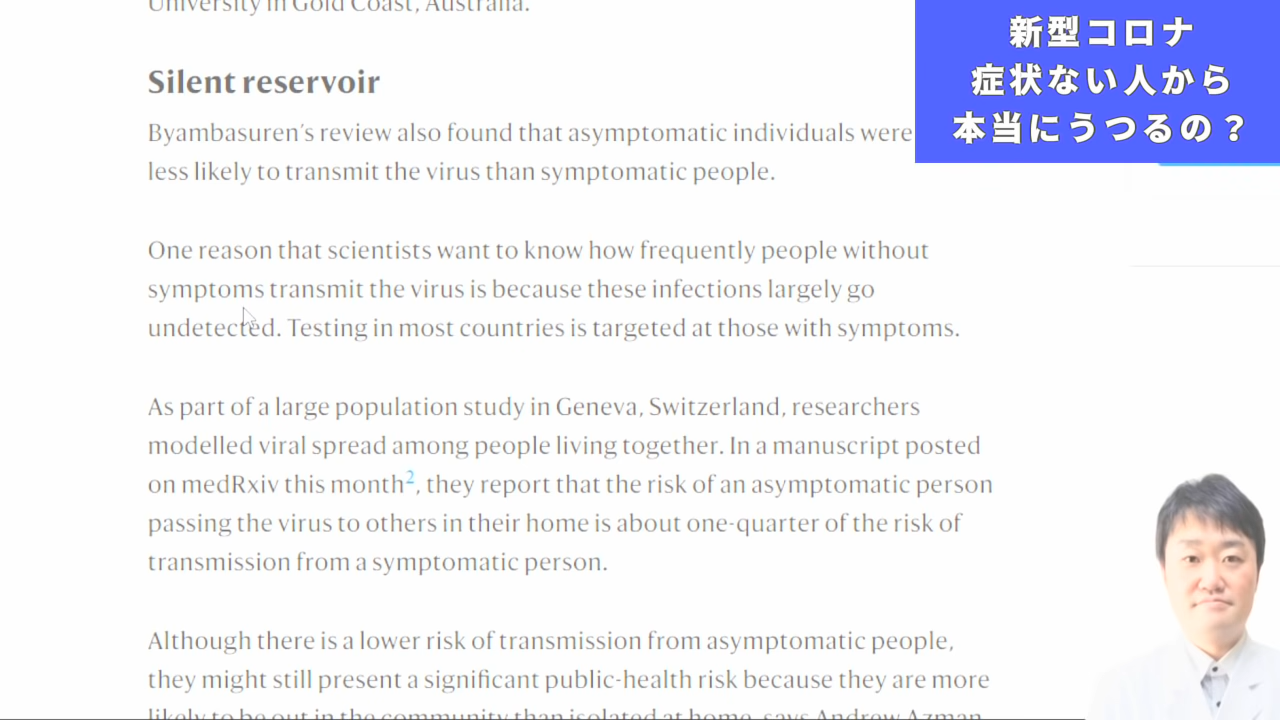 University in Gold Coast, Australia.
新型コロナ
症状ない人から
本当にうつるの？
Silent reservoir
Byambasuren's review also found that asymptomatic individuals were
less likely to transmit the virus than symptomatic people.
One reason that scientists want to know how frequently people without
symptoms transmit the virus is because these infections largely go
undetected. Testing in most countries is targeted at those with symptoms.
As part of a large population study in Geneva, Switzerland, researchers
modelled viral spread among people living together. In a manuscript posted
on medRxiv this month2, they report that the risk of an asymptomatic person
passing the virus to others in their home is about one-quarter of the risk of
transmission from a symptomatic person.
Although there is a lower risk of transmission from asymptomatic people,
they might still present a significant public-health risk because they are more
likely to be out in the community than isolated at home, says Andrew Azman,